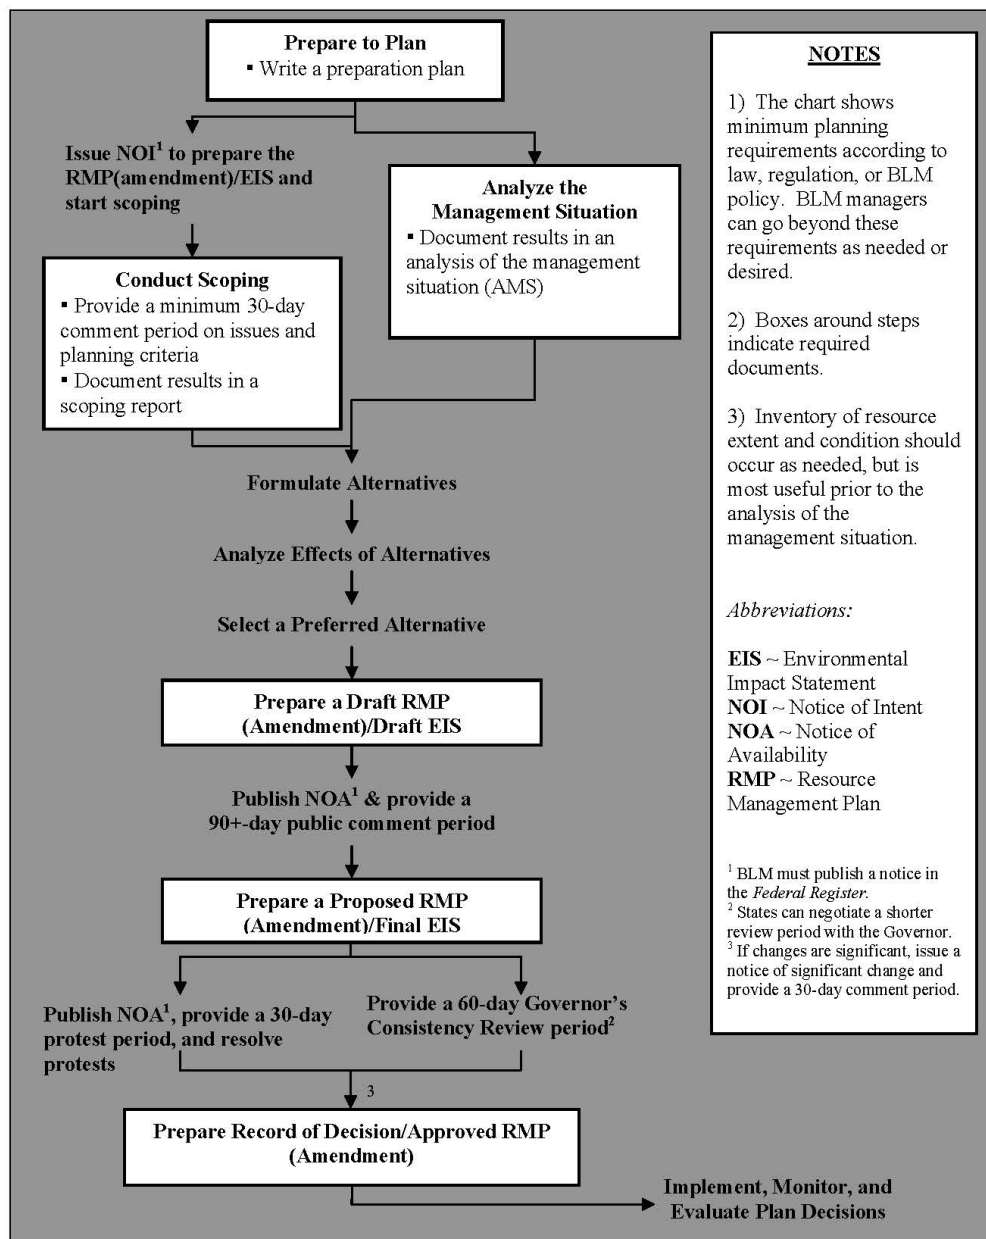 Prepare to Plan
▪ Write a preparation plan
Issue NOI¹ to prepare the
RMP(amendment)/EIS and
start scoping
Analyze the
Management Situation
▪ Document results in an
analysis of the management
situation (AMS)
Conduct Scoping
▪ Provide a minimum 30-day
comment period on issues and
planning criteria
▪ Document results in a
scoping report
Formulate Alternatives
Analyze Effects of Alternatives
Select a Preferred Alternative
Prepare a Draft RMP
(Amendment)/Draft EIS
Publish NOA¹ & provide a
90+-day public comment period
Prepare a Proposed RMP
(Amendment)/Final EIS
Publish NOA¹, provide a 30-day
protest period, and resolve
protests
Provide a 60-day Governor's
Consistency Review period²
3
Prepare Record of Decision/Approved RMP
(Amendment)
Implement, Monitor, and
Evaluate Plan Decisions
NOTES
1) The chart shows
minimum planning
requirements according to
law, regulation, or BLM
policy. BLM managers
can go beyond these
requirements as needed or
desired.
2) Boxes around steps
indicate required
documents.
3) Inventory of resource
extent and condition should
occur as needed, but is
most useful prior to the
analysis of the
management situation.
Abbreviations:
EIS ~ Environmental
Impact Statement
NOI ~ Notice of Intent
NOA ~ Notice of
Availability
RMP ~ Resource
Management Plan
¹ BLM must publish a notice in
the Federal Register.
² States can negotiate a shorter
review period with the Governor.
³ If changes are significant, issue a
notice of significant change and
provide a 30-day comment period.